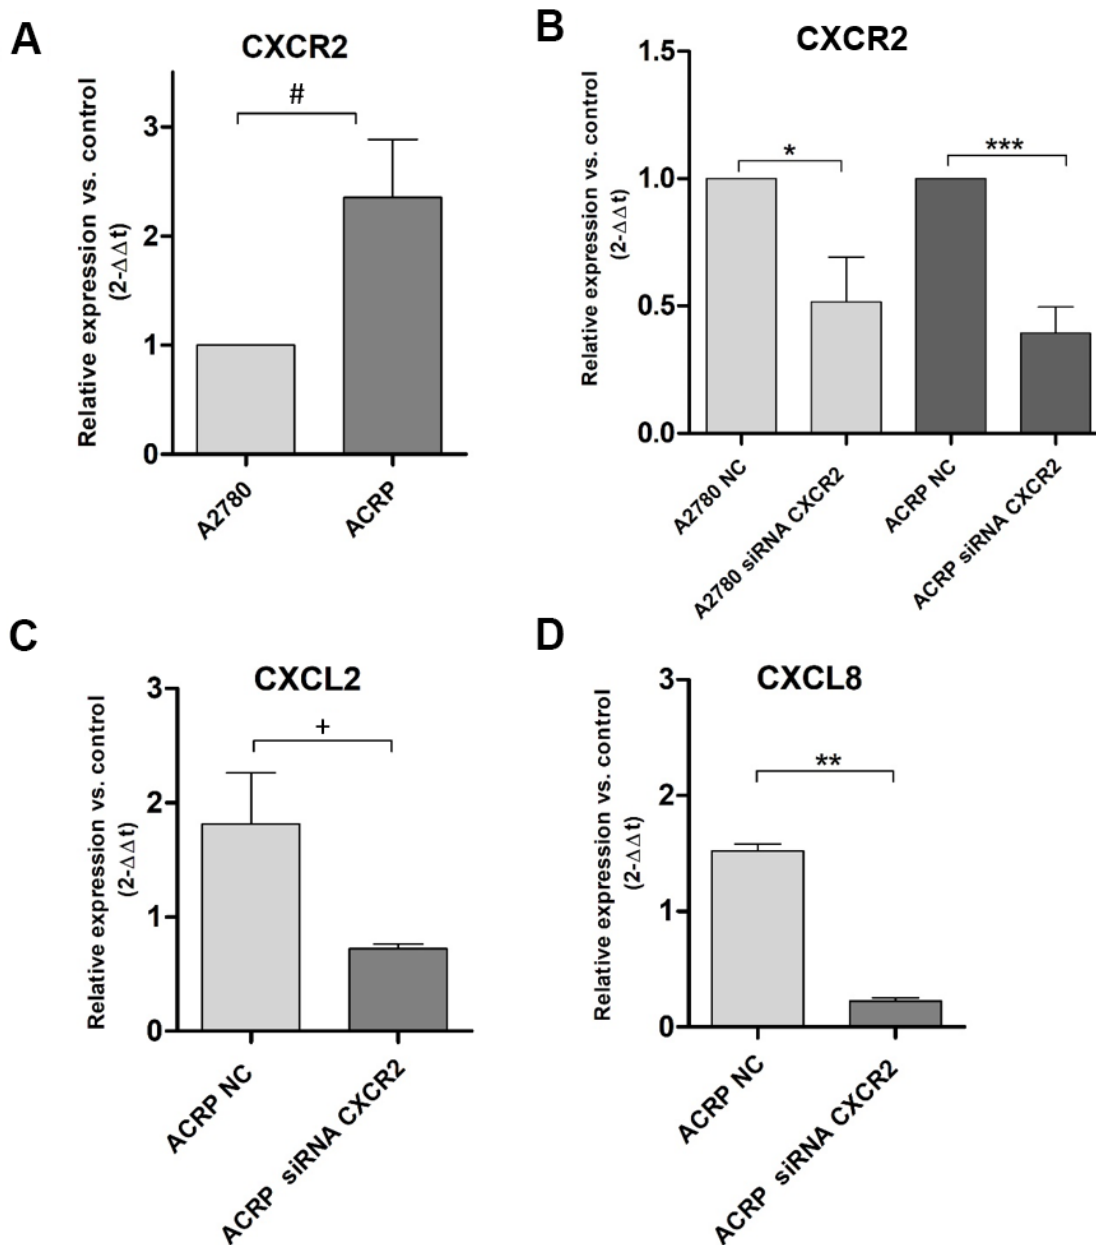 A
CXCR2
#
Relative expression vs. control
(2-ΔΔt)
3
2
1
0
A2780
ACRP
B
CXCR2
*
***
Relative expression vs. control
(2-ΔΔt)
1.5
1.0
0.5
0.0
A2780 NC
A2780 siRNA CXCR2
ACRP NC
ACRP siRNA CXCR2
C
CXCL2
+
Relative expression vs. control
(2-ΔΔt)
3
2
1
0
ACRP NC
ACRP siRNA CXCR2
D
CXCL8
**
Relative expression vs. control
(2-ΔΔt)
3
2
1
0
ACRP NC
ACRP siRNA CXCR2